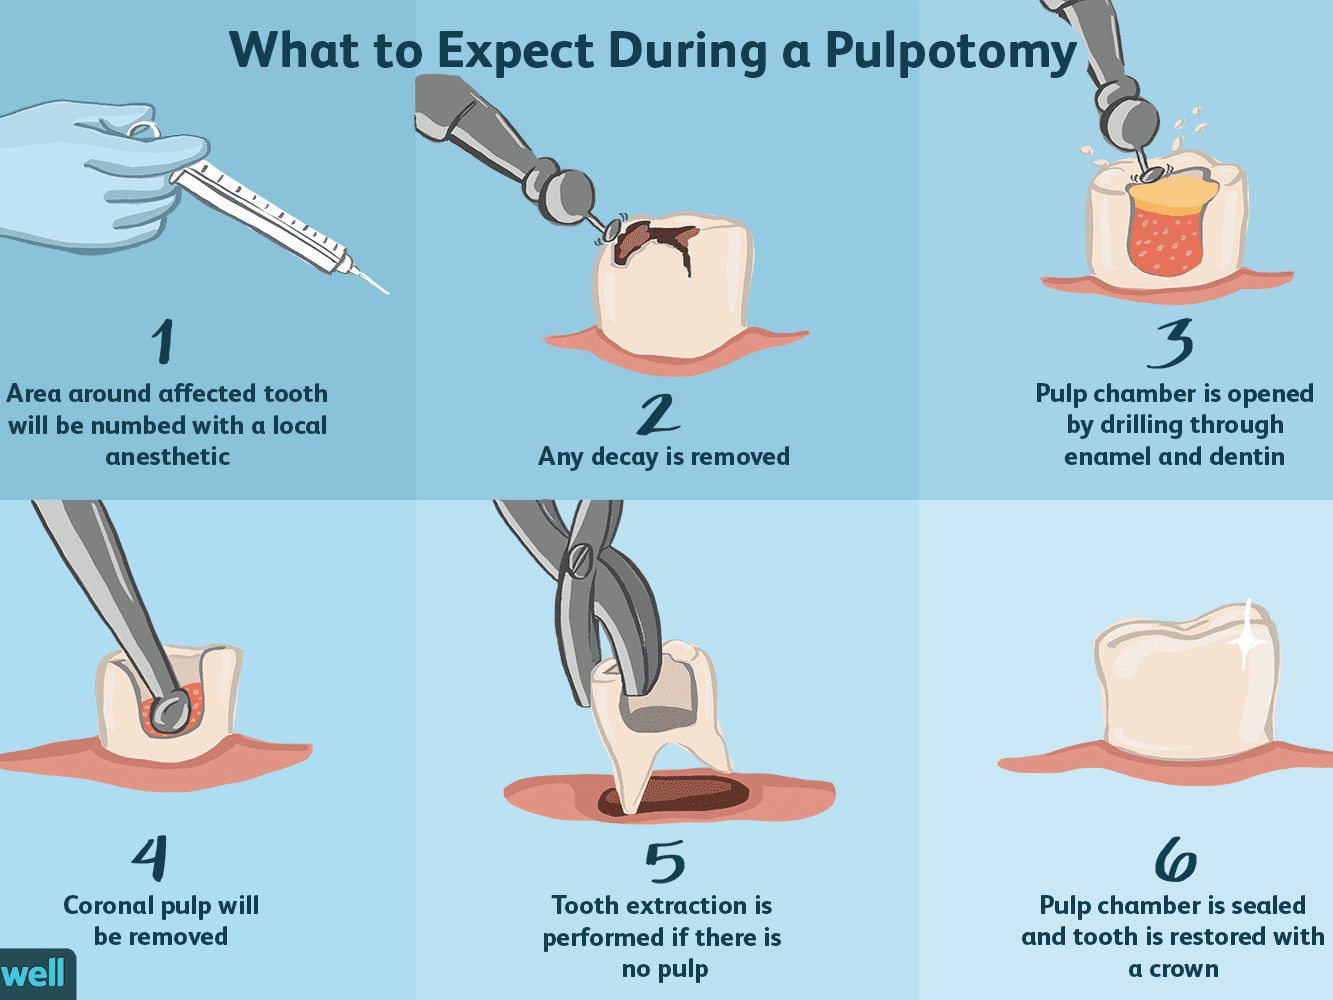 What to Expect During a Pulpotomy
1
Area around affected tooth
will be numbed with a local
anesthetic
2
Any decay is removed
3
Pulp chamber is opened
by drilling through
enamel and dentin
4
Coronal pulp will
be removed
5
Tooth extraction is
performed if there is
no pulp
6
Pulp chamber is sealed
and tooth is restored with
a crown
well